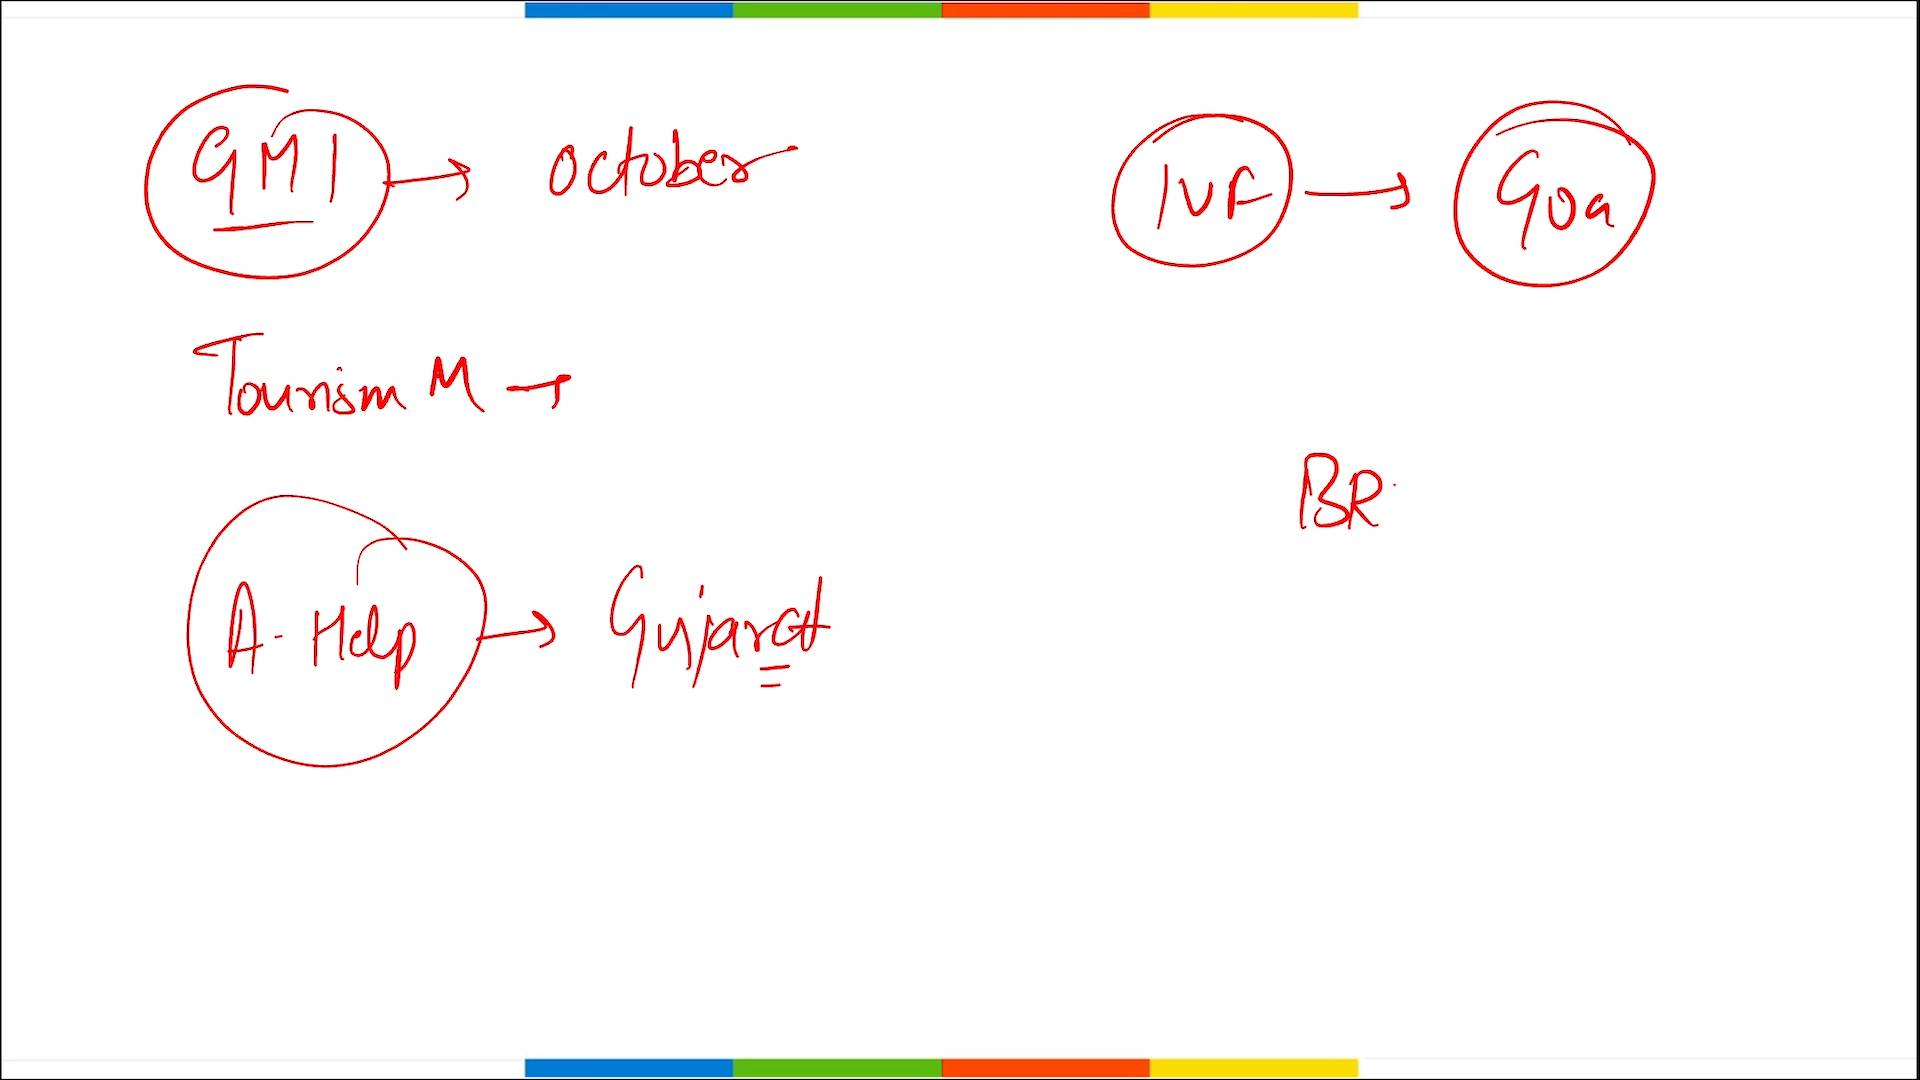 GMI → October
IVF → Goa
Tourism M →
BR
A-Help → Gujarat